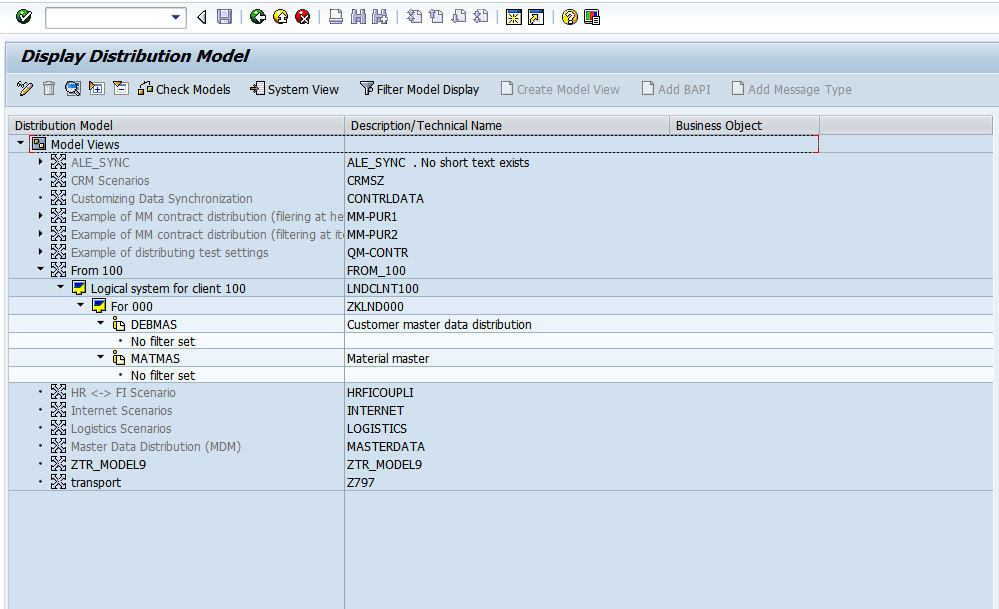 Display Distribution Model
Check Models System View Filter Model Display Create Model View Add BAPI Add Message Type
Distribution Model Description/Technical Name Business Object
Model Views
ALE_SYNC ALE_SYNC . No short text exists
CRM Scenarios CRMSZ
Customizing Data Synchronization CONTRLDATA
Example of MM contract distribution (filering at he MM-PUR1
Example of MM contract distribution (filtering at ite MM-PUR2
Example of distributing test settings QM-CONTR
From 100 FROM_100
Logical system for client 100 LNDCLNT100
For 000 ZKLND000
DEBMAS Customer master data distribution
No filter set
MATMAS Material master
No filter set
HR <-> FI Scenario HRFICOUPLI
Internet Scenarios INTERNET
Logistics Scenarios LOGISTICS
Master Data Distribution (MDM) MASTERDATA
ZTR_MODEL9 ZTR_MODEL9
transport Z797